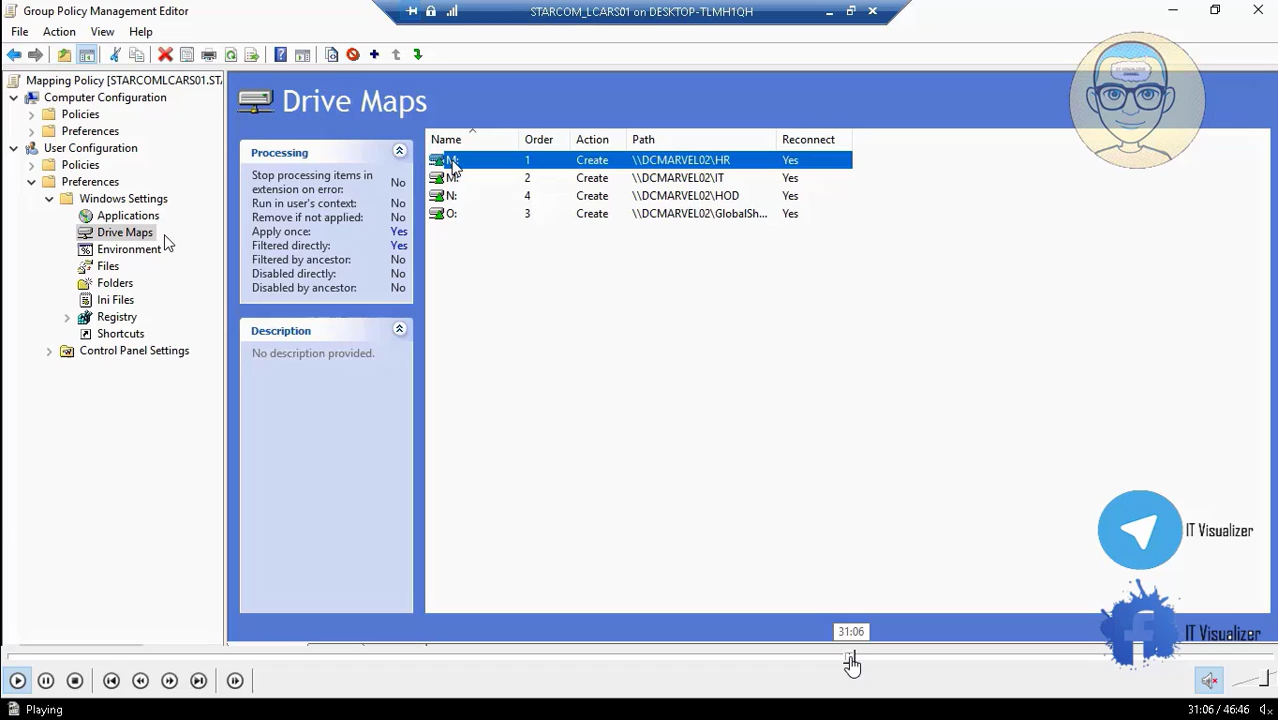 Group Policy Management Editor
STARCOM_LCARS01 on DESKTOP-TLMH1QH
File Action View Help
Mapping Policy [STARCOMLCARS01.STA
Computer Configuration
Policies
Preferences
User Configuration
Policies
Preferences
Windows Settings
Applications
Drive Maps
Environment
Files
Folders
Ini Files
Registry
Shortcuts
Control Panel Settings
Drive Maps
Processing
Stop processing items in
extension on error: No
Run in user's context: No
Remove if not applied: No
Apply once: Yes
Filtered directly: Yes
Filtered by ancestor: No
Disabled directly: No
Disabled by ancestor: No
Description
No description provided.
Name Order Action Path Reconnect
M: 1 Create \\DCMARVEL02\HR Yes
M: 2 Create \\DCMARVEL02\IT Yes
N: 4 Create \\DCMARVEL02\HOD Yes
O: 3 Create \\DCMARVEL02\GlobalSh... Yes
IT VISUALIZER
CHANNEL
IT Visualizer
IT Visualizer
31:06
Playing
31:06 / 46:46